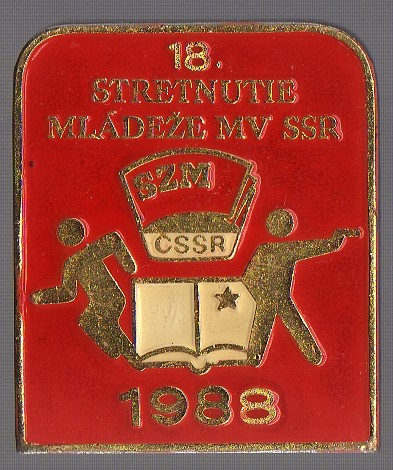 18.
STRETNUTIE
MLÁDEŽE MV SSR
SZM
ČSSR
1988